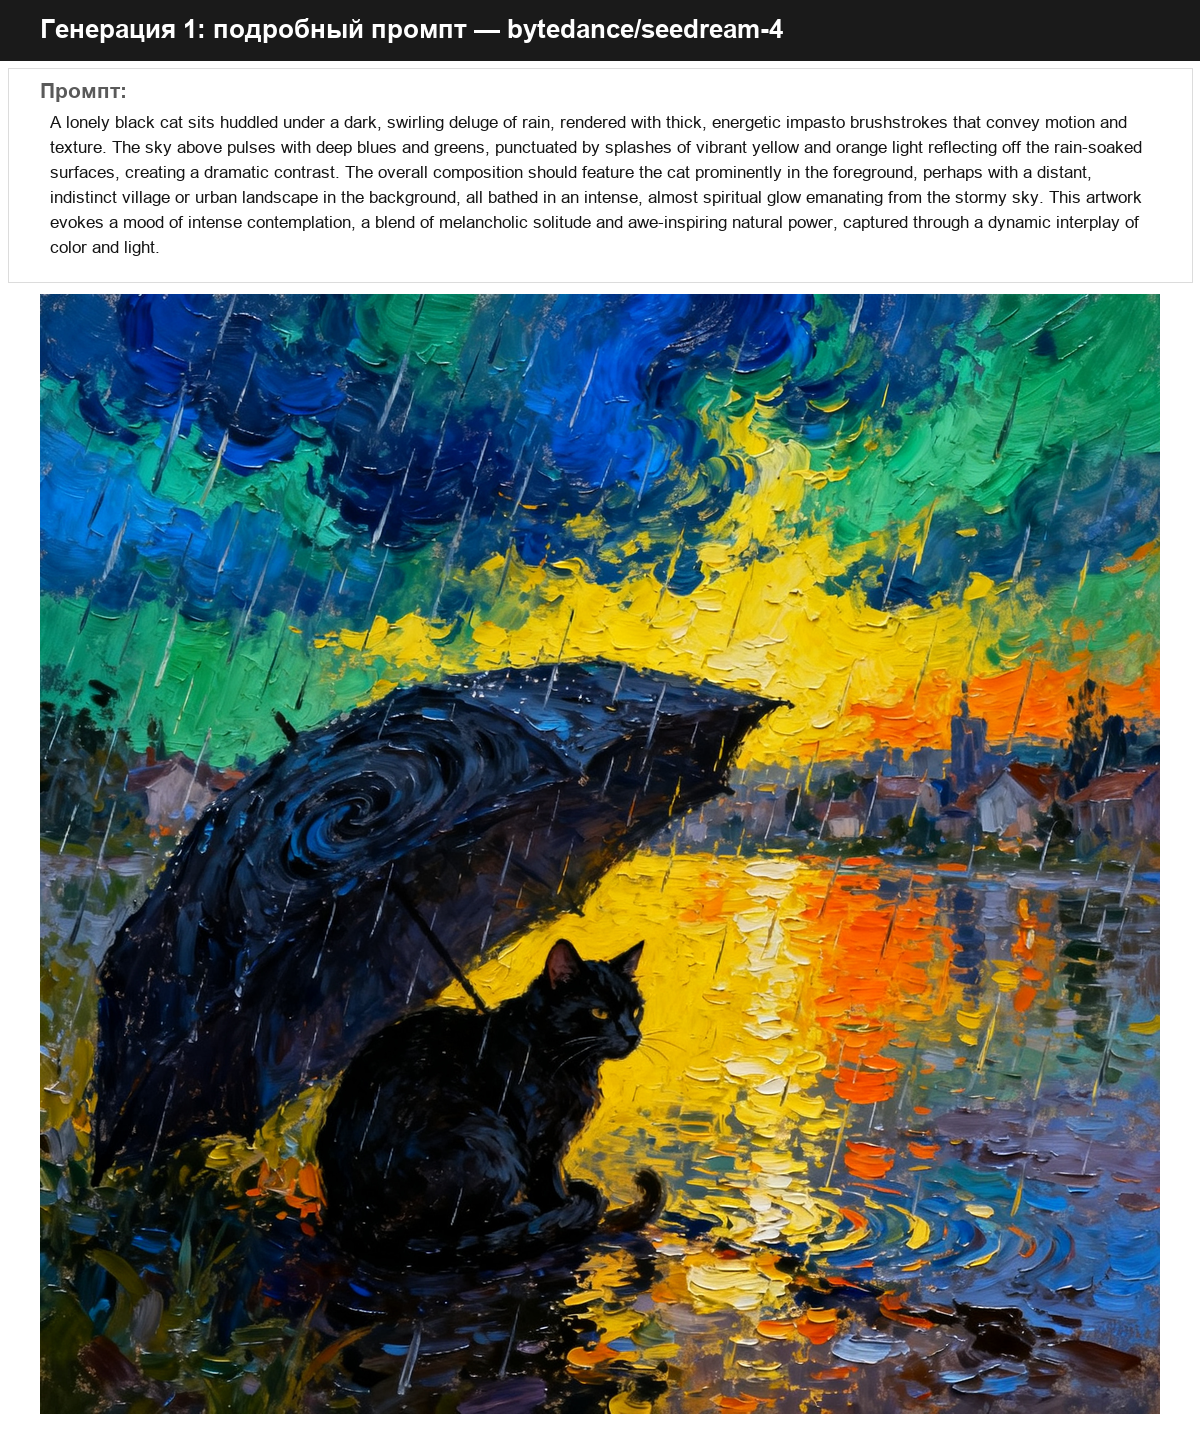 Генерация 1: подробный промпт — bytedance/seedream-4
Промпт:
A lonely black cat sits huddled under a dark, swirling deluge of rain, rendered with thick, energetic impasto brushstrokes that convey motion and
texture. The sky above pulses with deep blues and greens, punctuated by splashes of vibrant yellow and orange light reflecting off the rain-soaked
surfaces, creating a dramatic contrast. The overall composition should feature the cat prominently in the foreground, perhaps with a distant,
indistinct village or urban landscape in the background, all bathed in an intense, almost spiritual glow emanating from the stormy sky. This artwork
evokes a mood of intense contemplation, a blend of melancholic solitude and awe-inspiring natural power, captured through a dynamic interplay of
color and light.